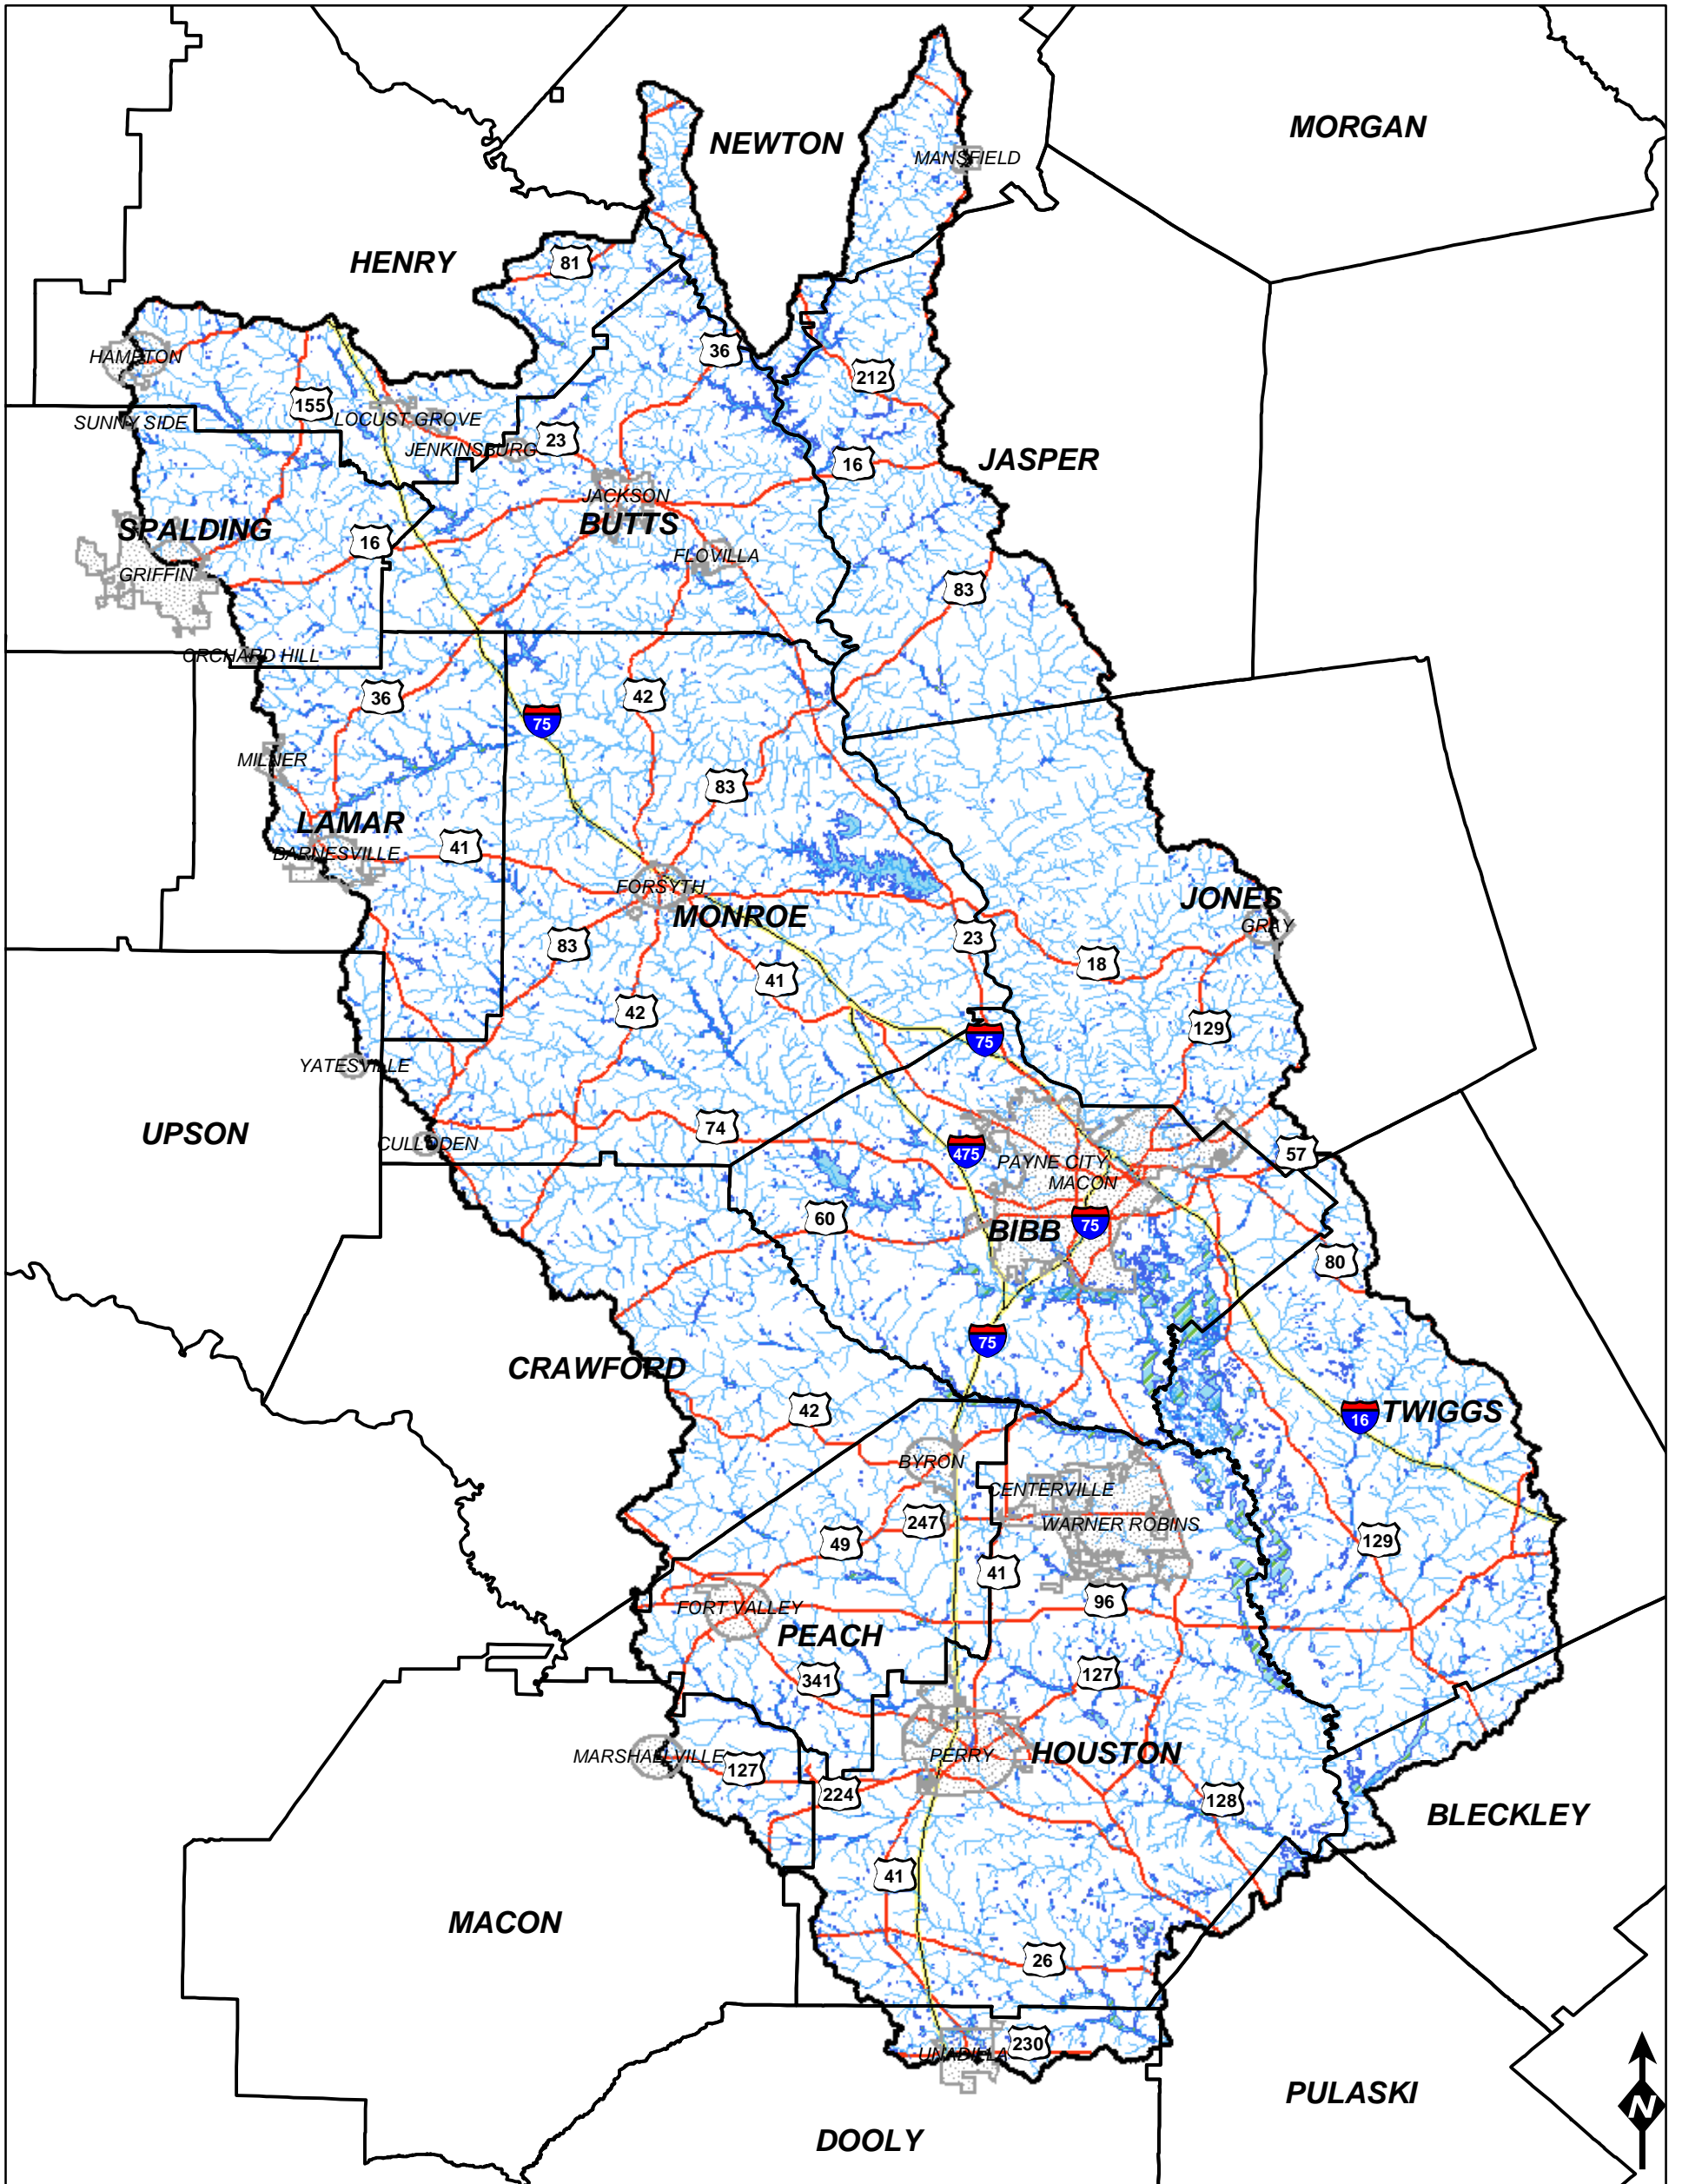 MORGAN
NEWTON
MANSFIELD
HENRY
81
36
HAMPTON
212
155
LOCUST GROVE
SUNNY SIDE
23
JENKINSBURG
JASPER
16
JACKSON
BUTTS
SPALDING
16
FLOVILLA
GRIFFIN
83
ORCHARD HILL
36
42
75
MILNER
83
LAMAR
41
BARNESVILLE
FORSYTH
JONES
MONROE
GRAY
23
83
18
41
42
129
75
YATESVILLE
74
UPSON
CULLODEN
475
57
PAYNE CITY
MACON
60
75
BIBB
80
75
CRAWFORD
42
16
TWIGGS
BYRON
CENTERVILLE
247
WARNER ROBINS
49
129
41
96
FORT VALLEY
PEACH
341
127
MARSHALLVILLE
PERRY
HOUSTON
127
224
128
BLECKLEY
41
MACON
26
230
UNADILLA
PULASKI
N
DOOLY